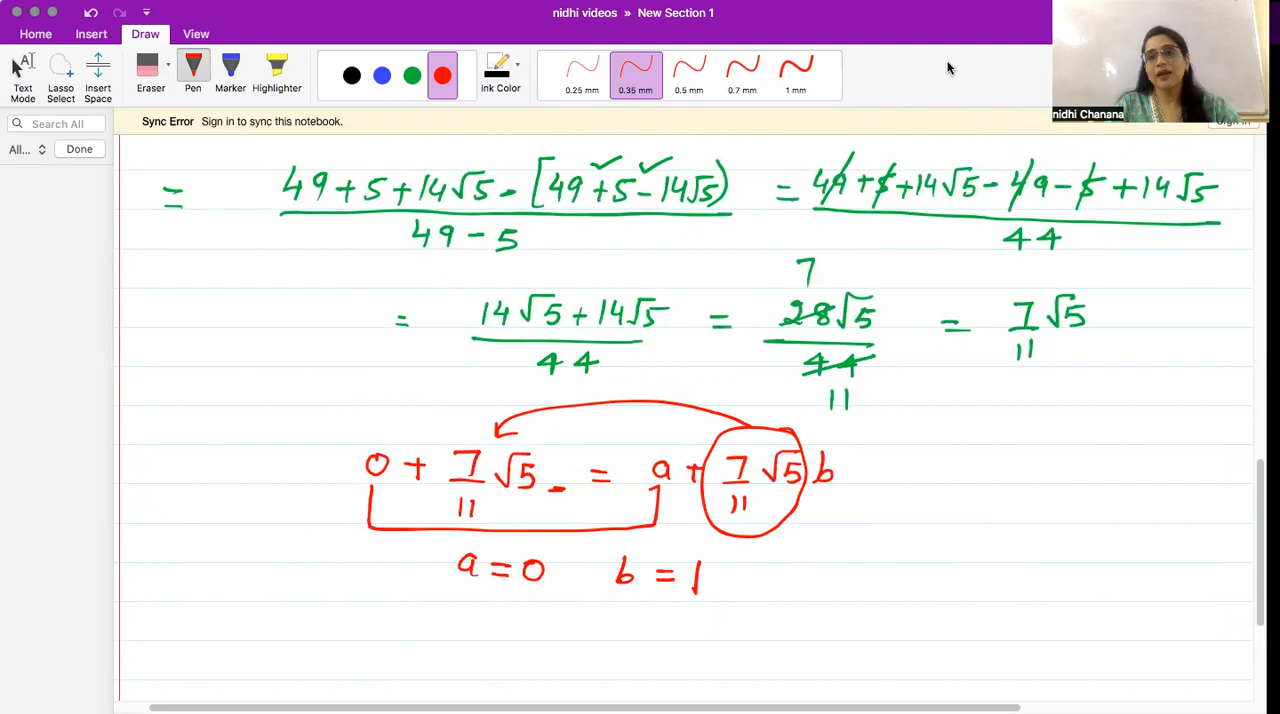 nidhi videos » New Section 1
Home Insert Draw View
Text Mode
Lasso Select
Insert Space
Eraser
Pen
Marker
Highlighter
Ink Color
0.25 mm
0.35 mm
0.5 mm
0.7 mm
1 mm
nidhi Chanana
Search All
Sync Error Sign in to sync this notebook.
All... Done
= 49 + 5 + 14√5 - [49 + 5 - 14√5) = 49 + 5 + 14√5 - 49 - 5 + 14√5
49 - 5 44
7
= 14√5 + 14√5 = 28√5 = 7 √5
44 44 11
11
0 + 7 √5 = a + 7 √5 b
11 11
a = 0 b = 1